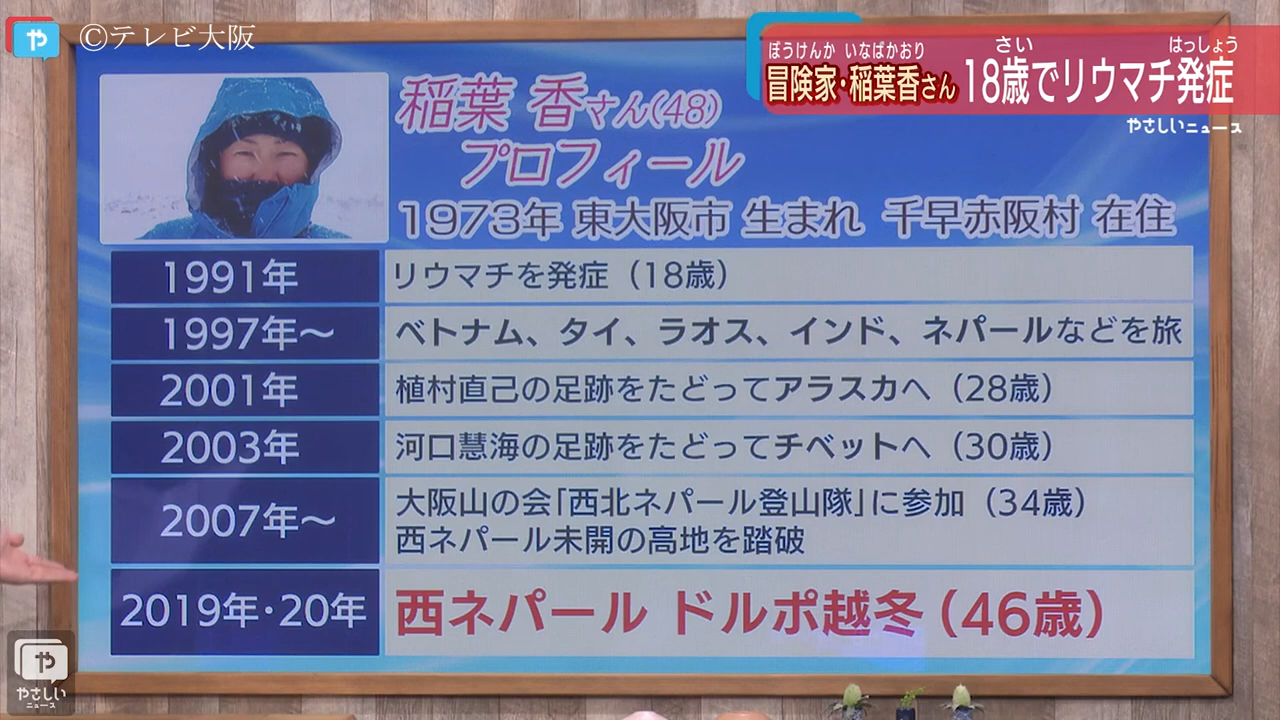 や
©テレビ大阪
ぼうけんか いなばかおり さい はっしょう
冒険家・稲葉香さん 18歳でリウマチ発症
やさしいニュース
稲葉 香さん(48)
プロフィール
1973年 東大阪市 生まれ 千早赤阪村 在住
1991年 リウマチを発症（18歳）
1997年〜 ベトナム、タイ、ラオス、インド、ネパールなどを旅
2001年 植村直己の足跡をたどってアラスカへ（28歳）
2003年 河口慧海の足跡をたどってチベットへ（30歳）
2007年〜 大阪山の会｢西北ネパール登山隊｣に参加（34歳）
西ネパール未開の高地を踏破
2019年・20年 西ネパール ドルポ越冬（46歳）
や
やさしい
ニュース